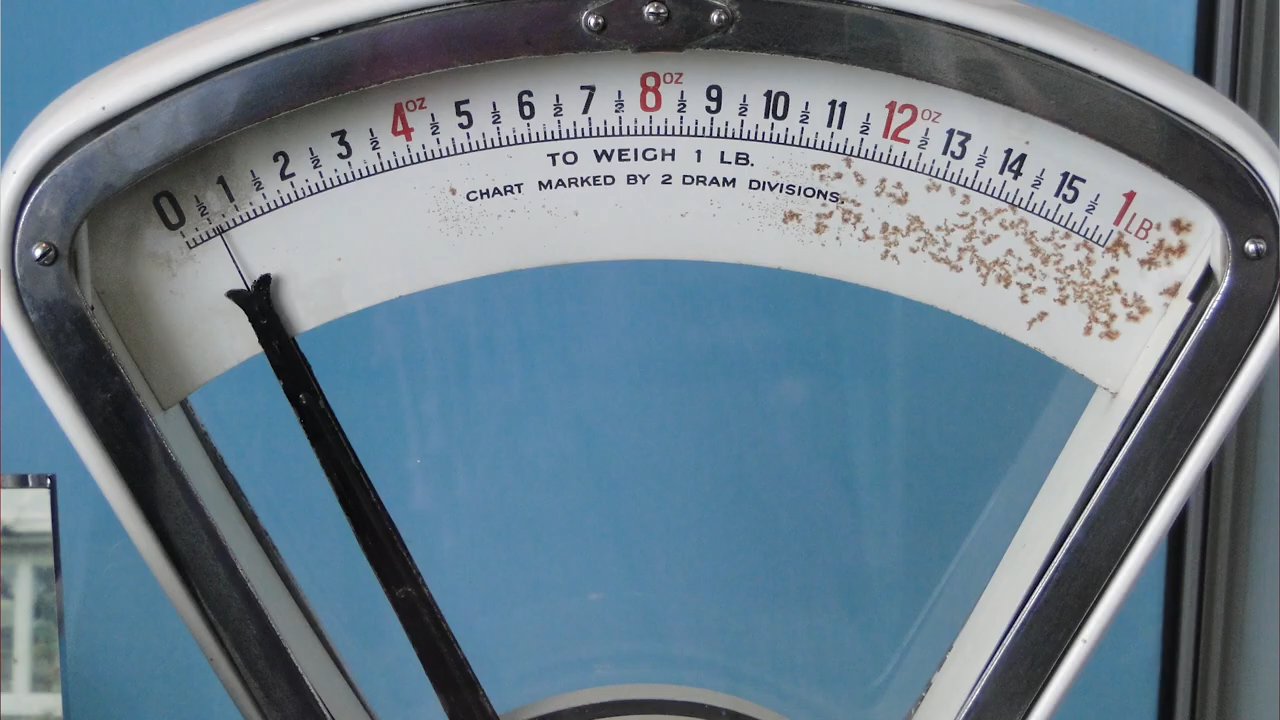 0 ½ 1 ½ 2 ½ 3 ½ 4OZ ½ 5 ½ 6 ½ 7 ½ 8OZ ½ 9 ½ 10 ½ 11 ½ 12OZ ½ 13 ½ 14 ½ 15 ½ 1LB.
TO WEIGH 1 LB.
CHART MARKED BY 2 DRAM DIVISIONS.